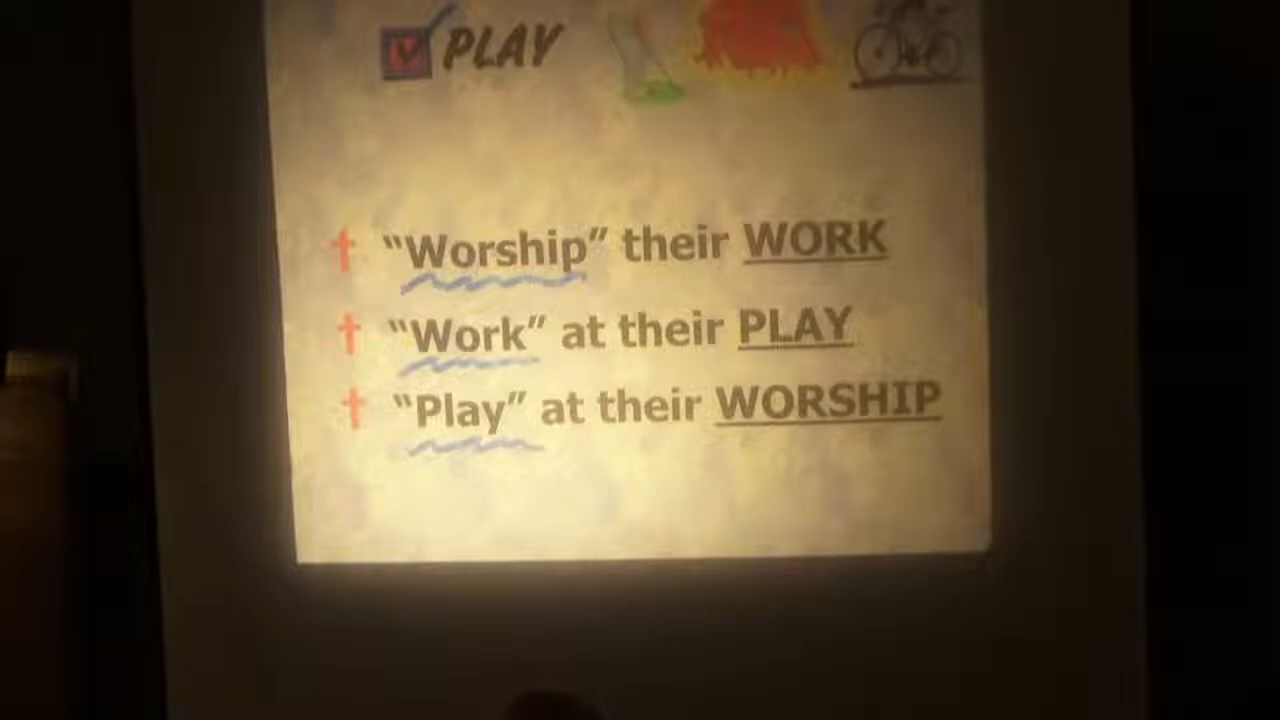 PLAY
“Worship” their WORK
“Work” at their PLAY
“Play” at their WORSHIP